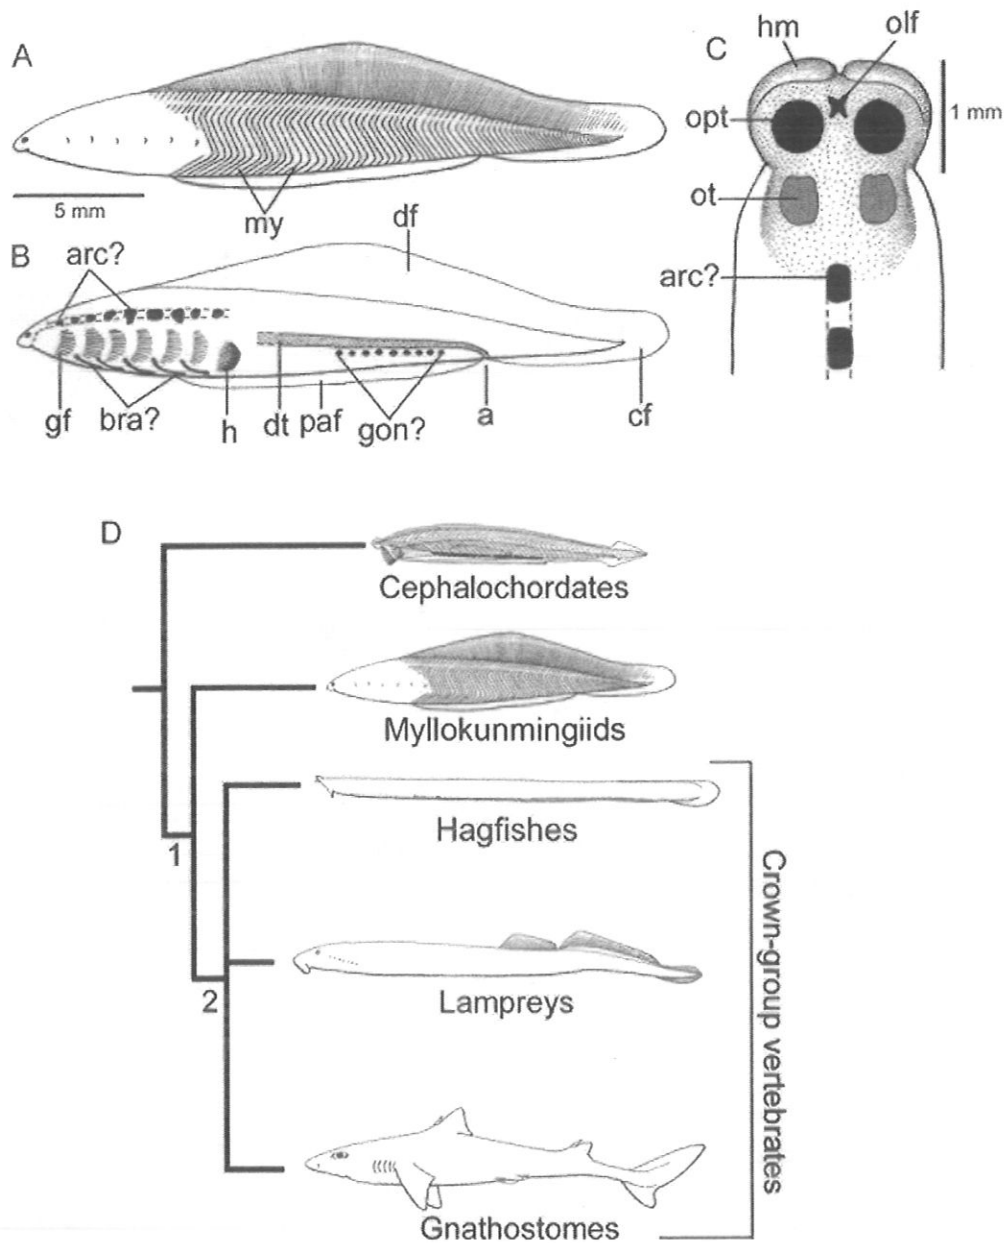 A
5 mm
my
B
arc?
df
gf
bra?
h
dt
paf
gon?
a
cf
C
hm
olf
opt
1 mm
ot
arc?
D
Cephalochordates
Myllokunmingiids
Hagfishes
1
Lampreys
2
Gnathostomes
Crown-group vertebrates